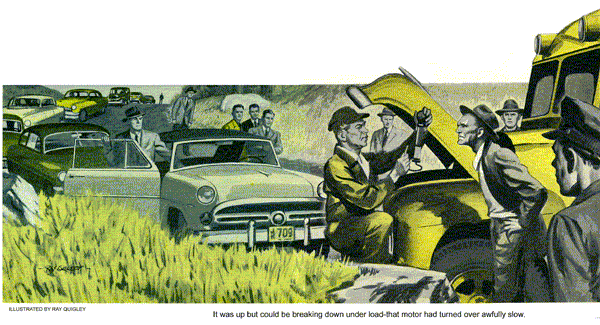 709
ILLUSTRATED BY RAY QUIGLEY
It was up but could be breaking down under load-that motor had turned over awfully slow.